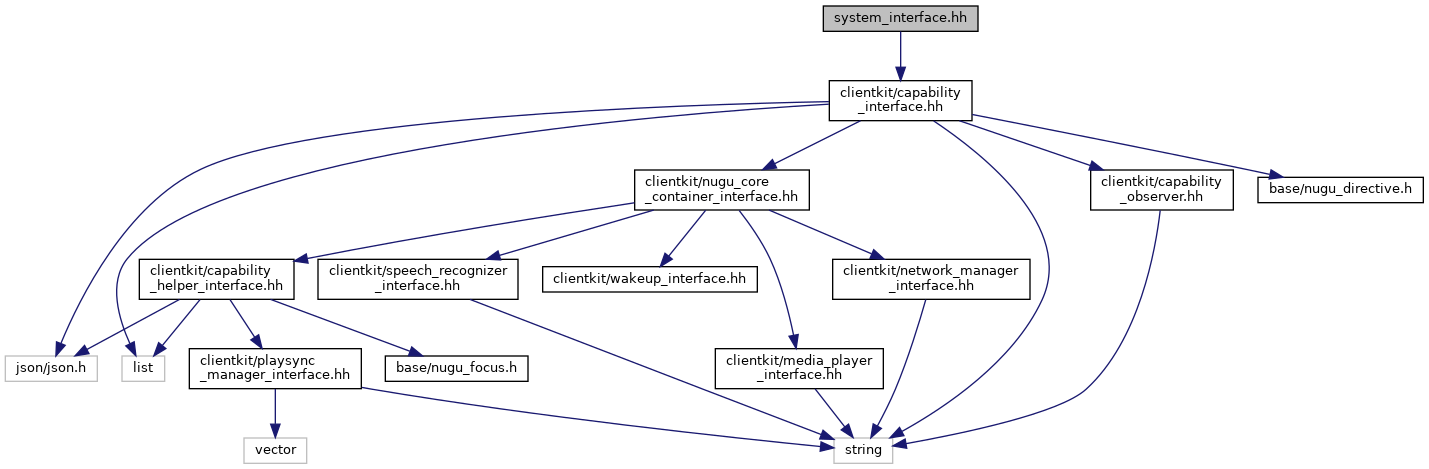 system_interface.hh
clientkit/capability
_interface.hh
clientkit/nugu_core
_container_interface.hh
clientkit/capability
_observer.hh
base/nugu_directive.h
clientkit/capability
_helper_interface.hh
clientkit/speech_recognizer
_interface.hh
clientkit/wakeup_interface.hh
clientkit/network_manager
_interface.hh
json/json.h
list
clientkit/playsync
_manager_interface.hh
base/nugu_focus.h
clientkit/media_player
_interface.hh
vector
string